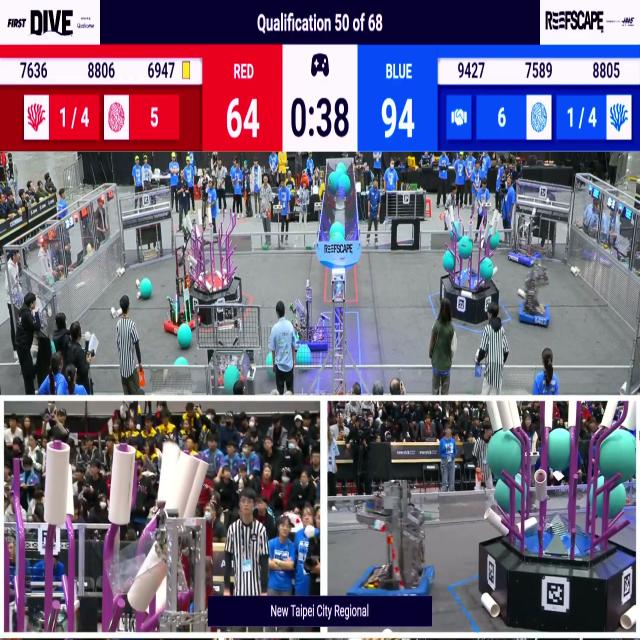 FIRST DIVE
Qualification 50 of 68
REEFSCAPE
7636 8806 6947 RED BLUE 9427 7589 8805
1 / 4 5 64 0:38 94 6 1 / 4
REEFSCAPE
New Taipei City Regional